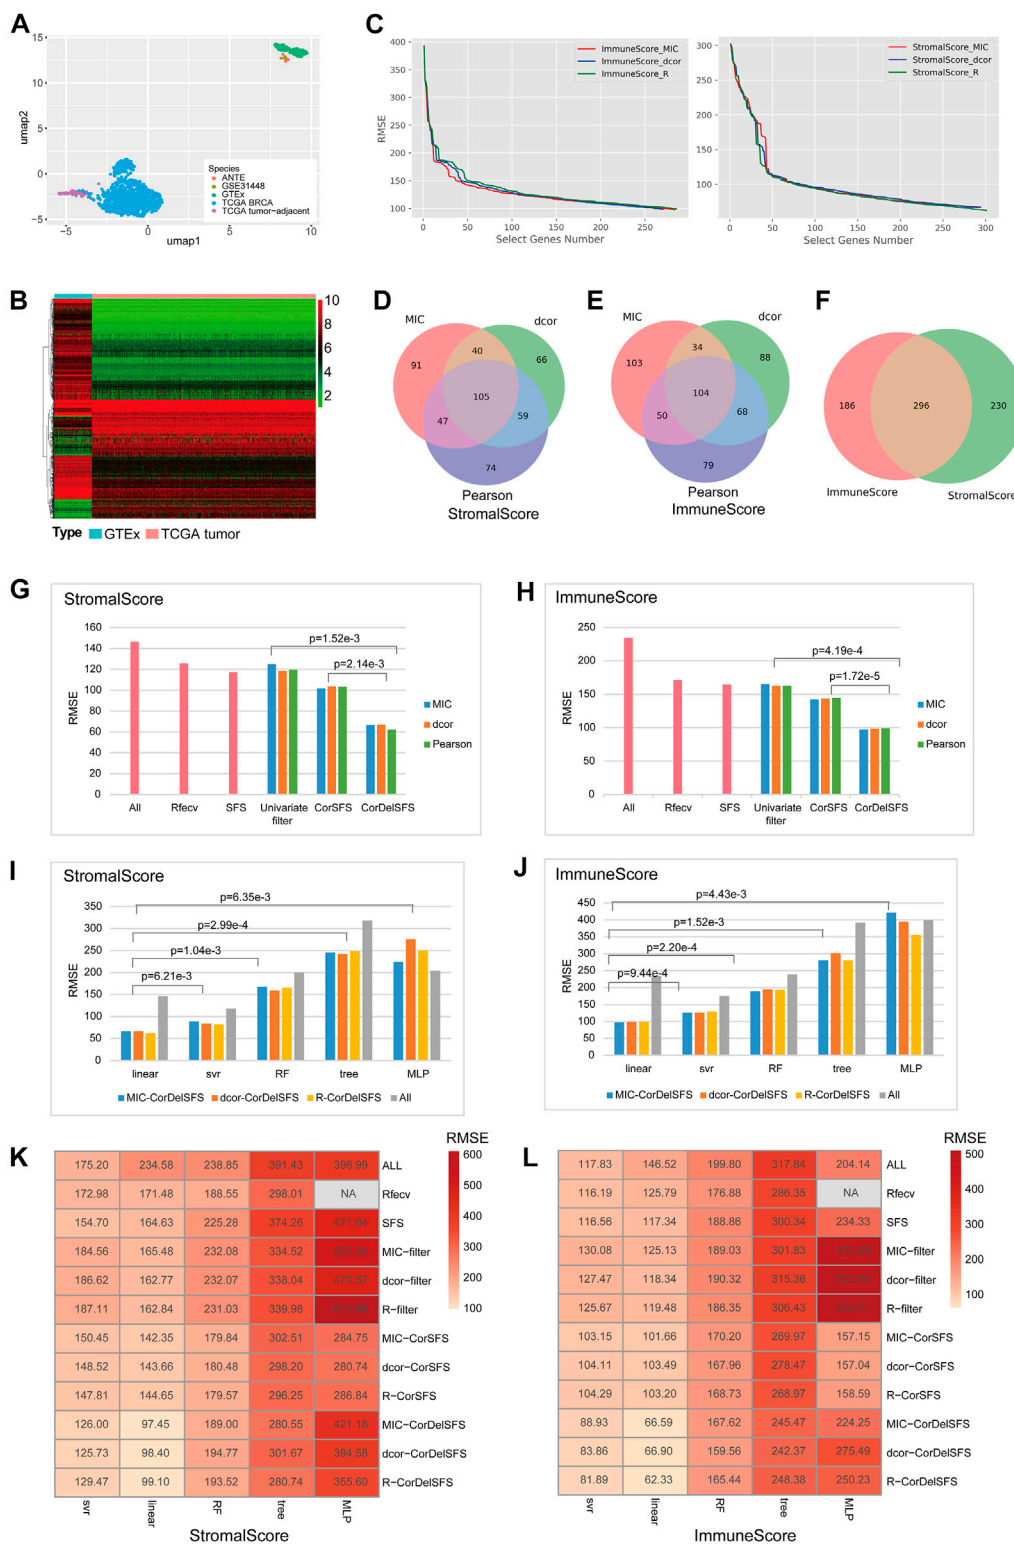 A
15
10
5
0
−5
−5
0
5
10
umap2
umap1
Species
ANTE
GSE31448
GTEx
TCGA BRCA
TCGA tumor−adjacent
C
400
350
300
250
200
150
100
RMSE
0
50
100
150
200
250
Select Genes Number
ImmuneScore_MIC
ImmuneScore_dcor
ImmuneScore_R
300
250
200
150
100
0
50
100
150
200
250
300
Select Genes Number
StromalScore_MIC
StromalScore_dcor
StromalScore_R
B
10
8
6
4
2
Type GTEx TCGA tumor
D
MIC
dcor
91
40
66
105
47
59
74
Pearson
StromalScore
E
MIC
dcor
103
34
88
104
50
68
79
Pearson
ImmuneScore
F
186
296
230
ImmuneScore
StromalScore
G
StromalScore
160
140
120
100
80
60
40
20
0
RMSE
p=1.52e-3
p=2.14e-3
MIC
dcor
Pearson
All
Rfecv
SFS
Univariate
filter
CorSFS
CorDelSFS
H
ImmuneScore
250
200
150
100
50
0
RMSE
p=4.19e-4
p=1.72e-5
MIC
dcor
Pearson
All
Rfecv
SFS
Univariate
filter
CorSFS
CorDelSFS
I
StromalScore
350
300
250
200
150
100
50
0
RMSE
p=6.35e-3
p=2.99e-4
p=1.04e-3
p=6.21e-3
linear
svr
RF
tree
MLP
MIC-CorDelSFS dcor-CorDelSFS R-CorDelSFS All
J
ImmuneScore
450
400
350
300
250
200
150
100
50
0
RMSE
p=4.43e-3
p=1.52e-3
p=2.20e-4
p=9.44e-4
linear
svr
RF
tree
MLP
MIC-CorDelSFS dcor-CorDelSFS R-CorDelSFS All
K
175.20 234.58 238.85 391.43 398.99 ALL
172.98 171.48 188.55 298.01 NA Rfecv
154.70 164.63 225.28 374.26 471.04 SFS
184.56 165.48 232.08 334.52 MIC−filter
186.62 162.77 232.07 338.04 473.57 dcor−filter
187.11 162.84 231.03 339.98 R−filter
150.45 142.35 179.84 302.51 284.75 MIC−CorSFS
148.52 143.66 180.48 298.20 280.74 dcor−CorSFS
147.81 144.65 179.57 296.25 286.84 R−CorSFS
126.00 97.45 189.00 280.55 421.18 MIC−CorDelSFS
125.73 98.40 194.77 301.67 394.58 dcor−CorDelSFS
129.47 99.10 193.52 280.74 355.60 R−CorDelSFS
svr
linear
RF
tree
MLP
StromalScore
RMSE
600
500
400
300
200
100
L
117.83 146.52 199.80 317.84 204.14 ALL
116.19 125.79 176.88 286.35 NA Rfecv
116.56 117.34 188.86 300.34 234.33 SFS
130.08 125.13 189.03 301.83 MIC−filter
127.47 118.34 190.32 315.36 dcor−filter
125.67 119.48 186.35 306.43 R−filter
103.15 101.66 170.20 269.97 157.15 MIC−CorSFS
104.11 103.49 167.96 278.47 157.04 dcor−CorSFS
104.29 103.20 168.73 268.97 158.59 R−CorSFS
88.93 66.59 167.62 245.47 224.25 MIC−CorDelSFS
83.86 66.90 159.56 242.37 275.49 dcor−CorDelSFS
81.89 62.33 165.44 248.38 250.23 R−CorDelSFS
svr
linear
RF
tree
MLP
ImmuneScore
RMSE
500
400
300
200
100